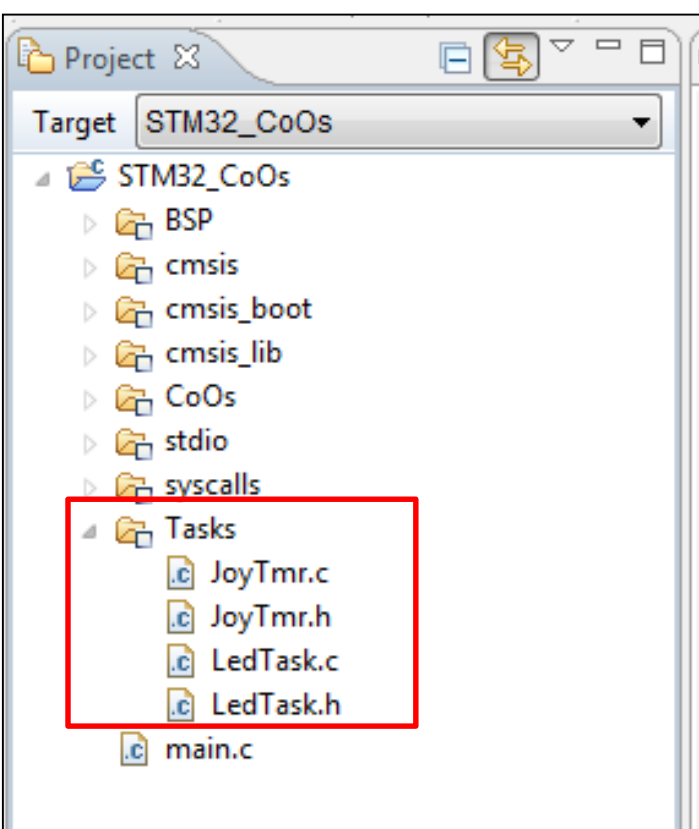 Project
Target STM32_CoOs
STM32_CoOs
BSP
cmsis
cmsis_boot
cmsis_lib
CoOs
stdio
syscalls
Tasks
.c JoyTmr.c
.c JoyTmr.h
.c LedTask.c
.c LedTask.h
.c main.c